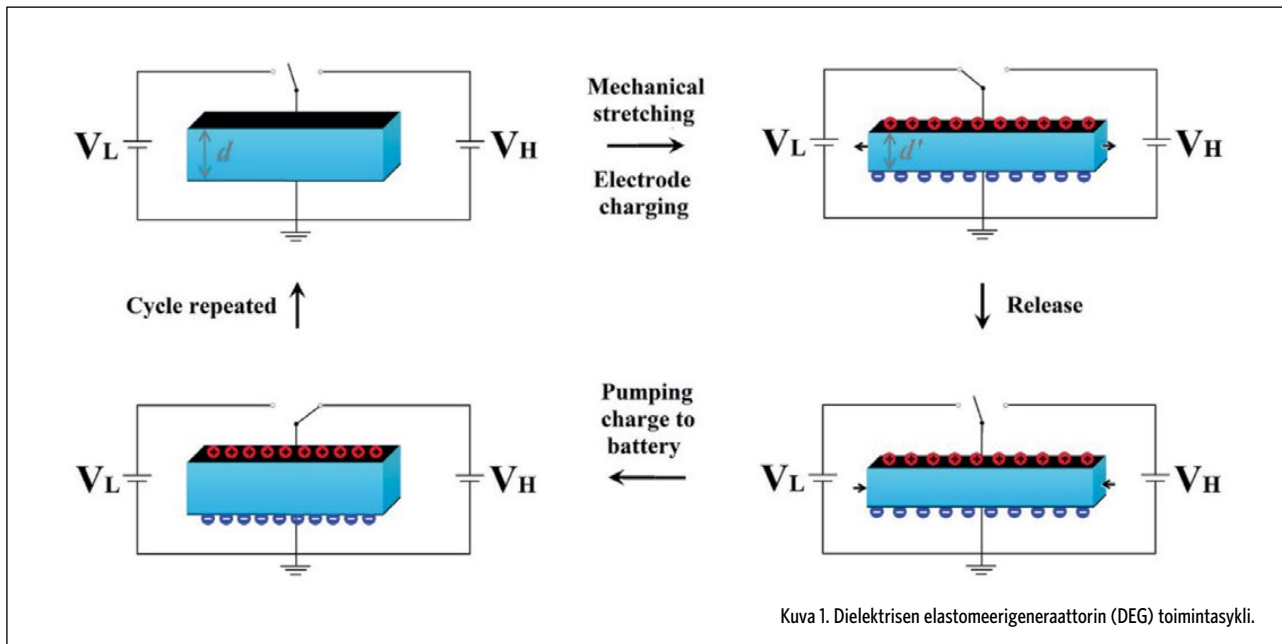 V_L
d
V_H
Mechanical
stretching
Electrode
charging
V_L
d'
V_H
Cycle repeated
Release
V_L
V_H
Pumping
charge to
battery
V_L
V_H
Kuva 1. Dielektrisen elastomeerigeneraattorin (DEG) toimintasykli.